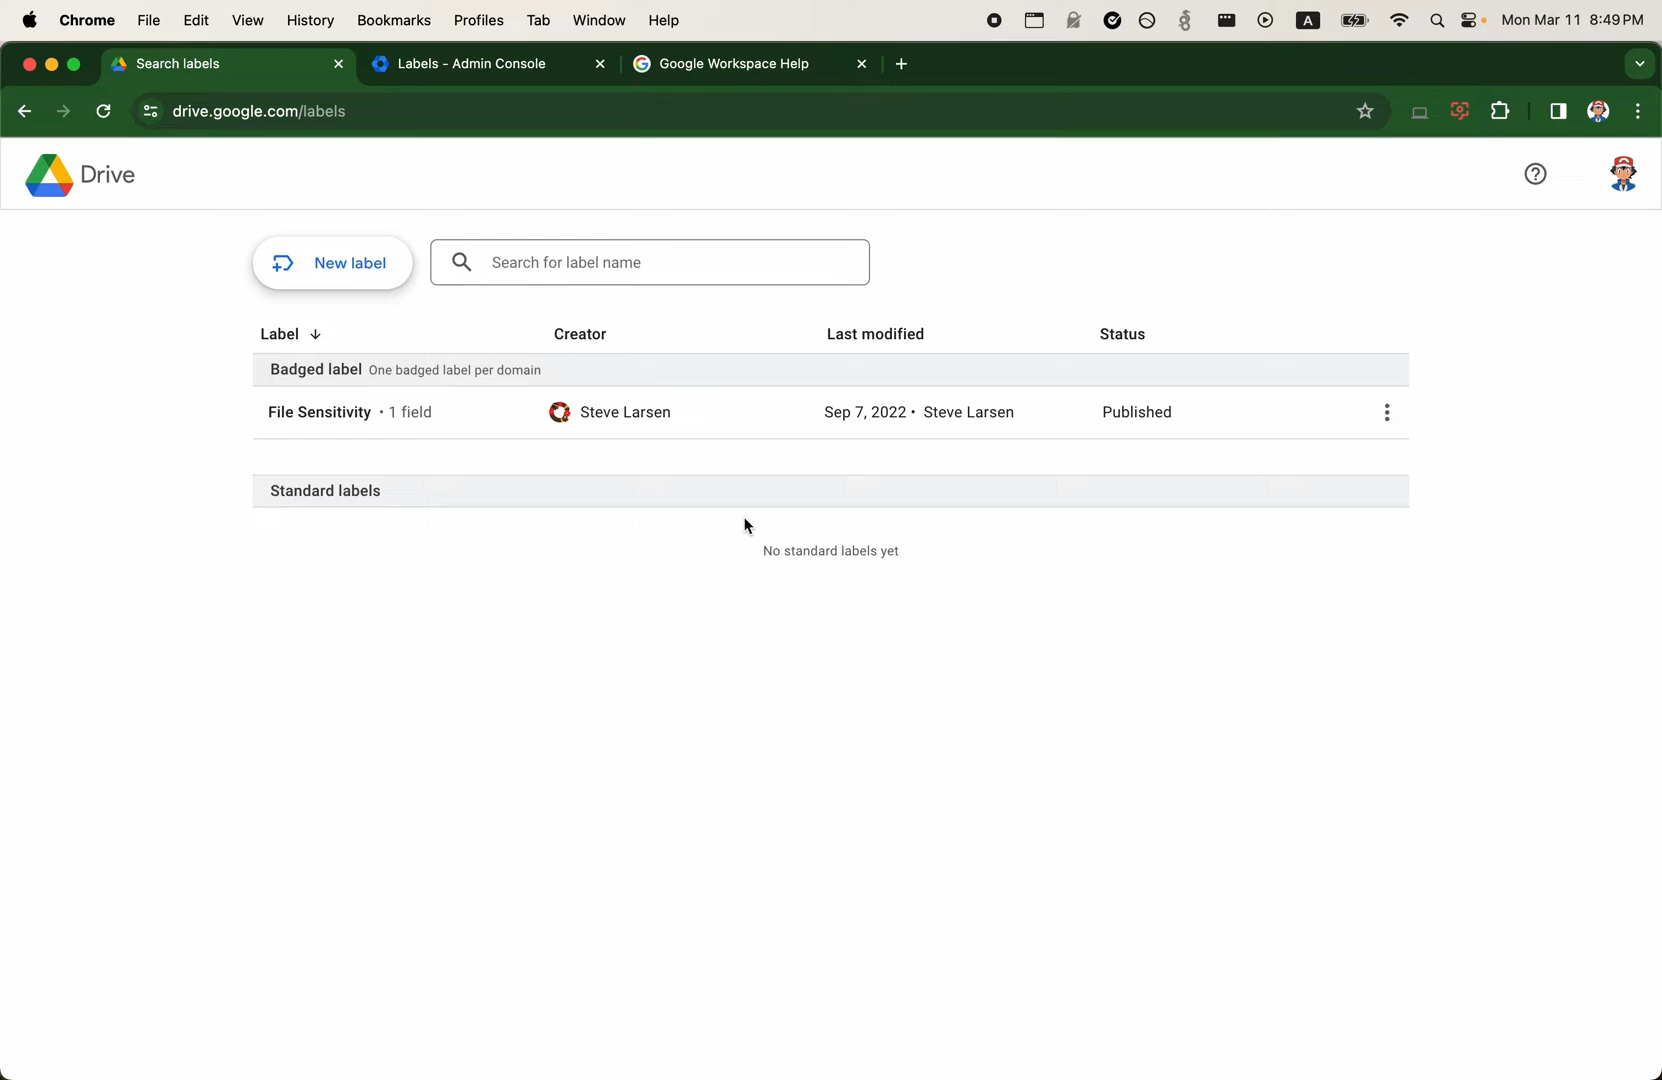 Chrome File Edit View History Bookmarks Profiles Tab Window Help A Mon Mar 11 8:49 PM
Search labels Labels - Admin Console Google Workspace Help
drive.google.com/labels
Drive
New label Search for label name
Label Creator Last modified Status
Badged label One badged label per domain
File Sensitivity • 1 field Steve Larsen Sep 7, 2022 • Steve Larsen Published
Standard labels
No standard labels yet